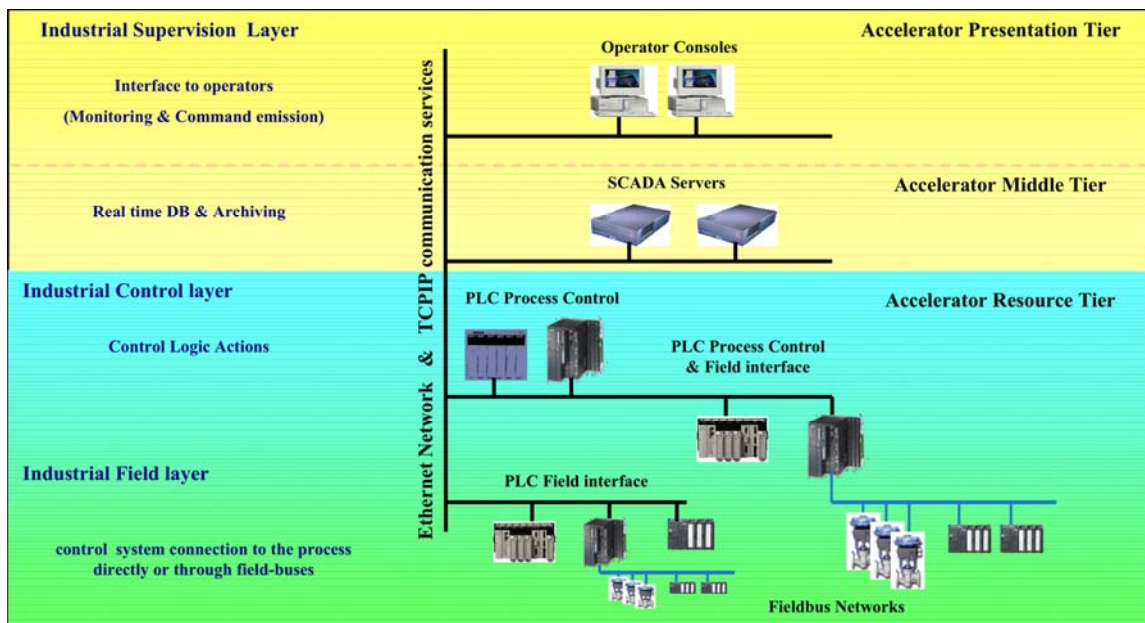 Industrial Supervision Layer
Accelerator Presentation Tier
Operator Consoles
Interface to operators
(Monitoring & Command emission)
SCADA Servers
Accelerator Middle Tier
Real time DB & Archiving
Ethernet Network & TCPIP communication services
Industrial Control layer
PLC Process Control
Accelerator Resource Tier
Control Logic Actions
PLC Process Control
& Field interface
Industrial Field layer
PLC Field interface
control system connection to the process
directly or through field-buses
Fieldbus Networks